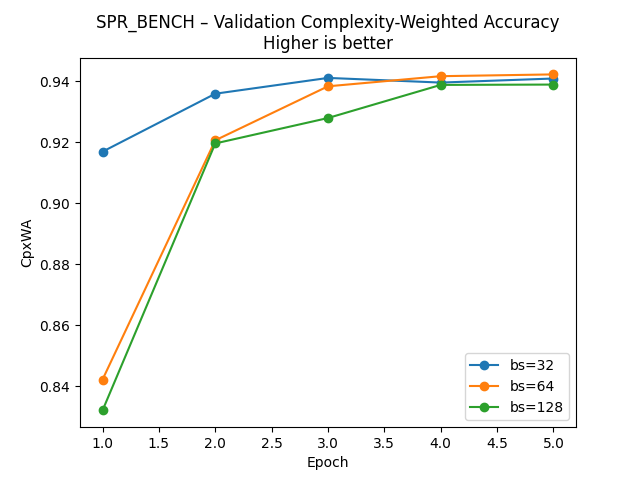 SPR_BENCH – Validation Complexity-Weighted Accuracy
Higher is better
CpxWA
0.94
0.92
0.90
0.88
0.86
0.84
1.0 1.5 2.0 2.5 3.0 3.5 4.0 4.5 5.0
Epoch
bs=32
bs=64
bs=128